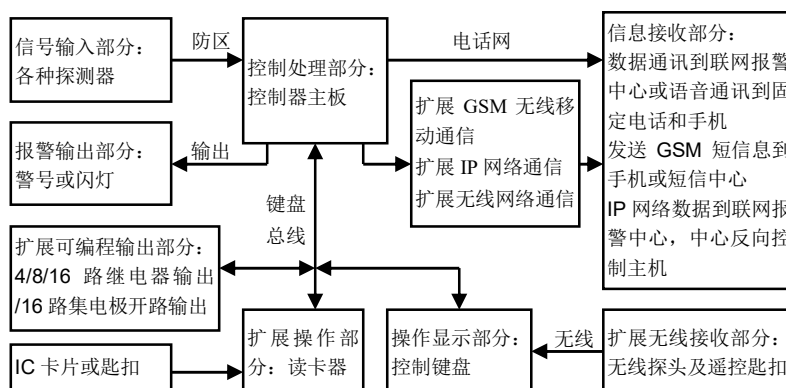 信号输入部分：
各种探测器
防区
控制处理部分：
控制器主板
电话网
信息接收部分：
数据通讯到联网报警
中心或语音通讯到固
定电话和手机
发送 GSM 短信息到
手机或短信中心
IP 网络数据到联网报
警中心，中心反向控
制主机
扩展 GSM 无线移
动通信
扩展 IP 网络通信
扩展无线网络通信
报警输出部分：
警号或闪灯
输出
键盘
总线
扩展可编程输出部分：
4/8/16 路继电器输出
/16 路集电极开路输出
IC 卡片或匙扣
扩展操作部
分：读卡器
操作显示部分：
控制键盘
无线
扩展无线接收部分：
无线探头及遥控匙扣